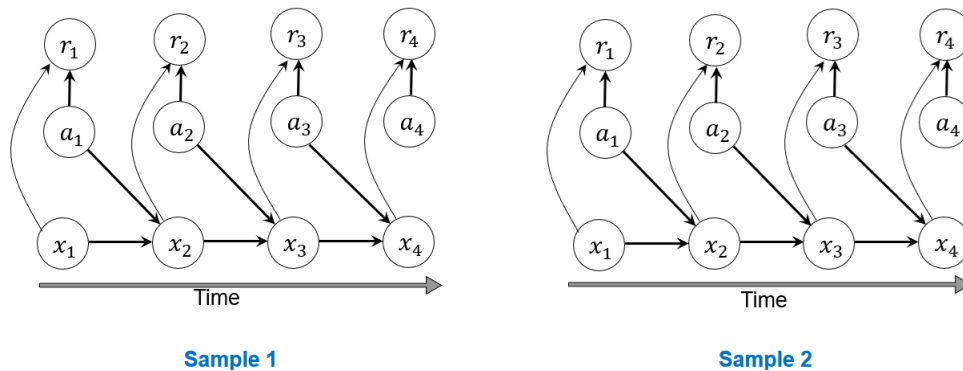 r₁ r₂ r₃ r₄
a₁ a₂ a₃ a₄
x₁ x₂ x₃ x₄
Time
Sample 1
r₁ r₂ r₃ r₄
a₁ a₂ a₃ a₄
x₁ x₂ x₃ x₄
Time
Sample 2